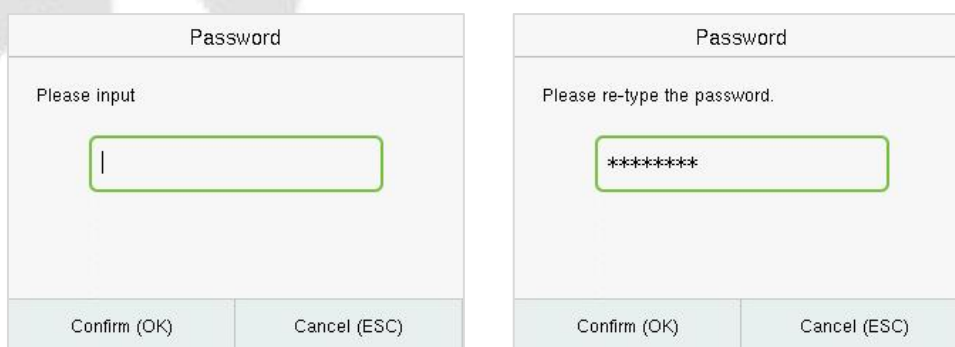 Password
Please input
Confirm (OK) Cancel (ESC)
Password
Please re-type the password.
********
Confirm (OK) Cancel (ESC)